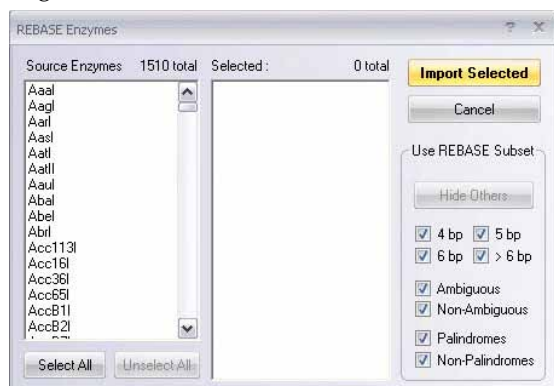 REBASE Enzymes
Source Enzymes 1510 total Selected : 0 total
AaaI
AagI
AarI
AasI
AatI
AatII
AauI
AbaI
AbeI
AbrI
Acc113I
Acc16I
Acc36I
Acc65I
AccB1I
AccB2I
Select All Unselect All
Import Selected
Cancel
Use REBASE Subset
Hide Others
4 bp 5 bp
6 bp > 6 bp
Ambiguous
Non-Ambiguous
Palindromes
Non-Palindromes